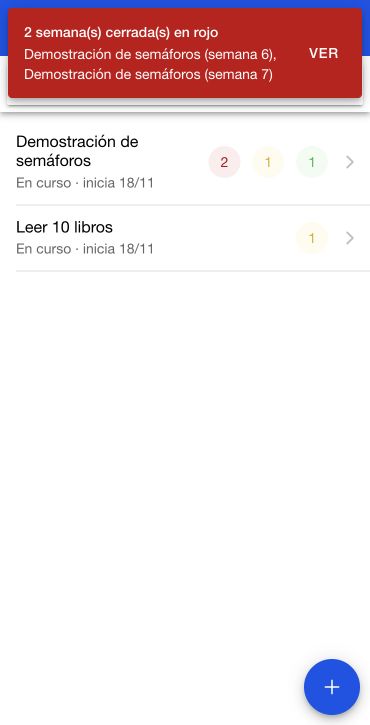 2 semana(s) cerrada(s) en rojo
Demostración de semáforos (semana 6),
Demostración de semáforos (semana 7)
VER
Demostración de
semáforos
En curso · inicia 18/11
2 1 1
Leer 10 libros
En curso · inicia 18/11
1